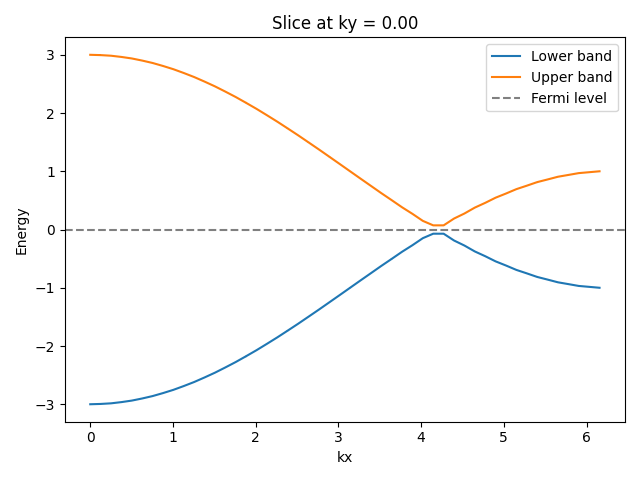 Slice at ky = 0.00
Lower band
Upper band
Fermi level
Energy
3
2
1
0
−1
−2
−3
0 1 2 3 4 5 6
kx